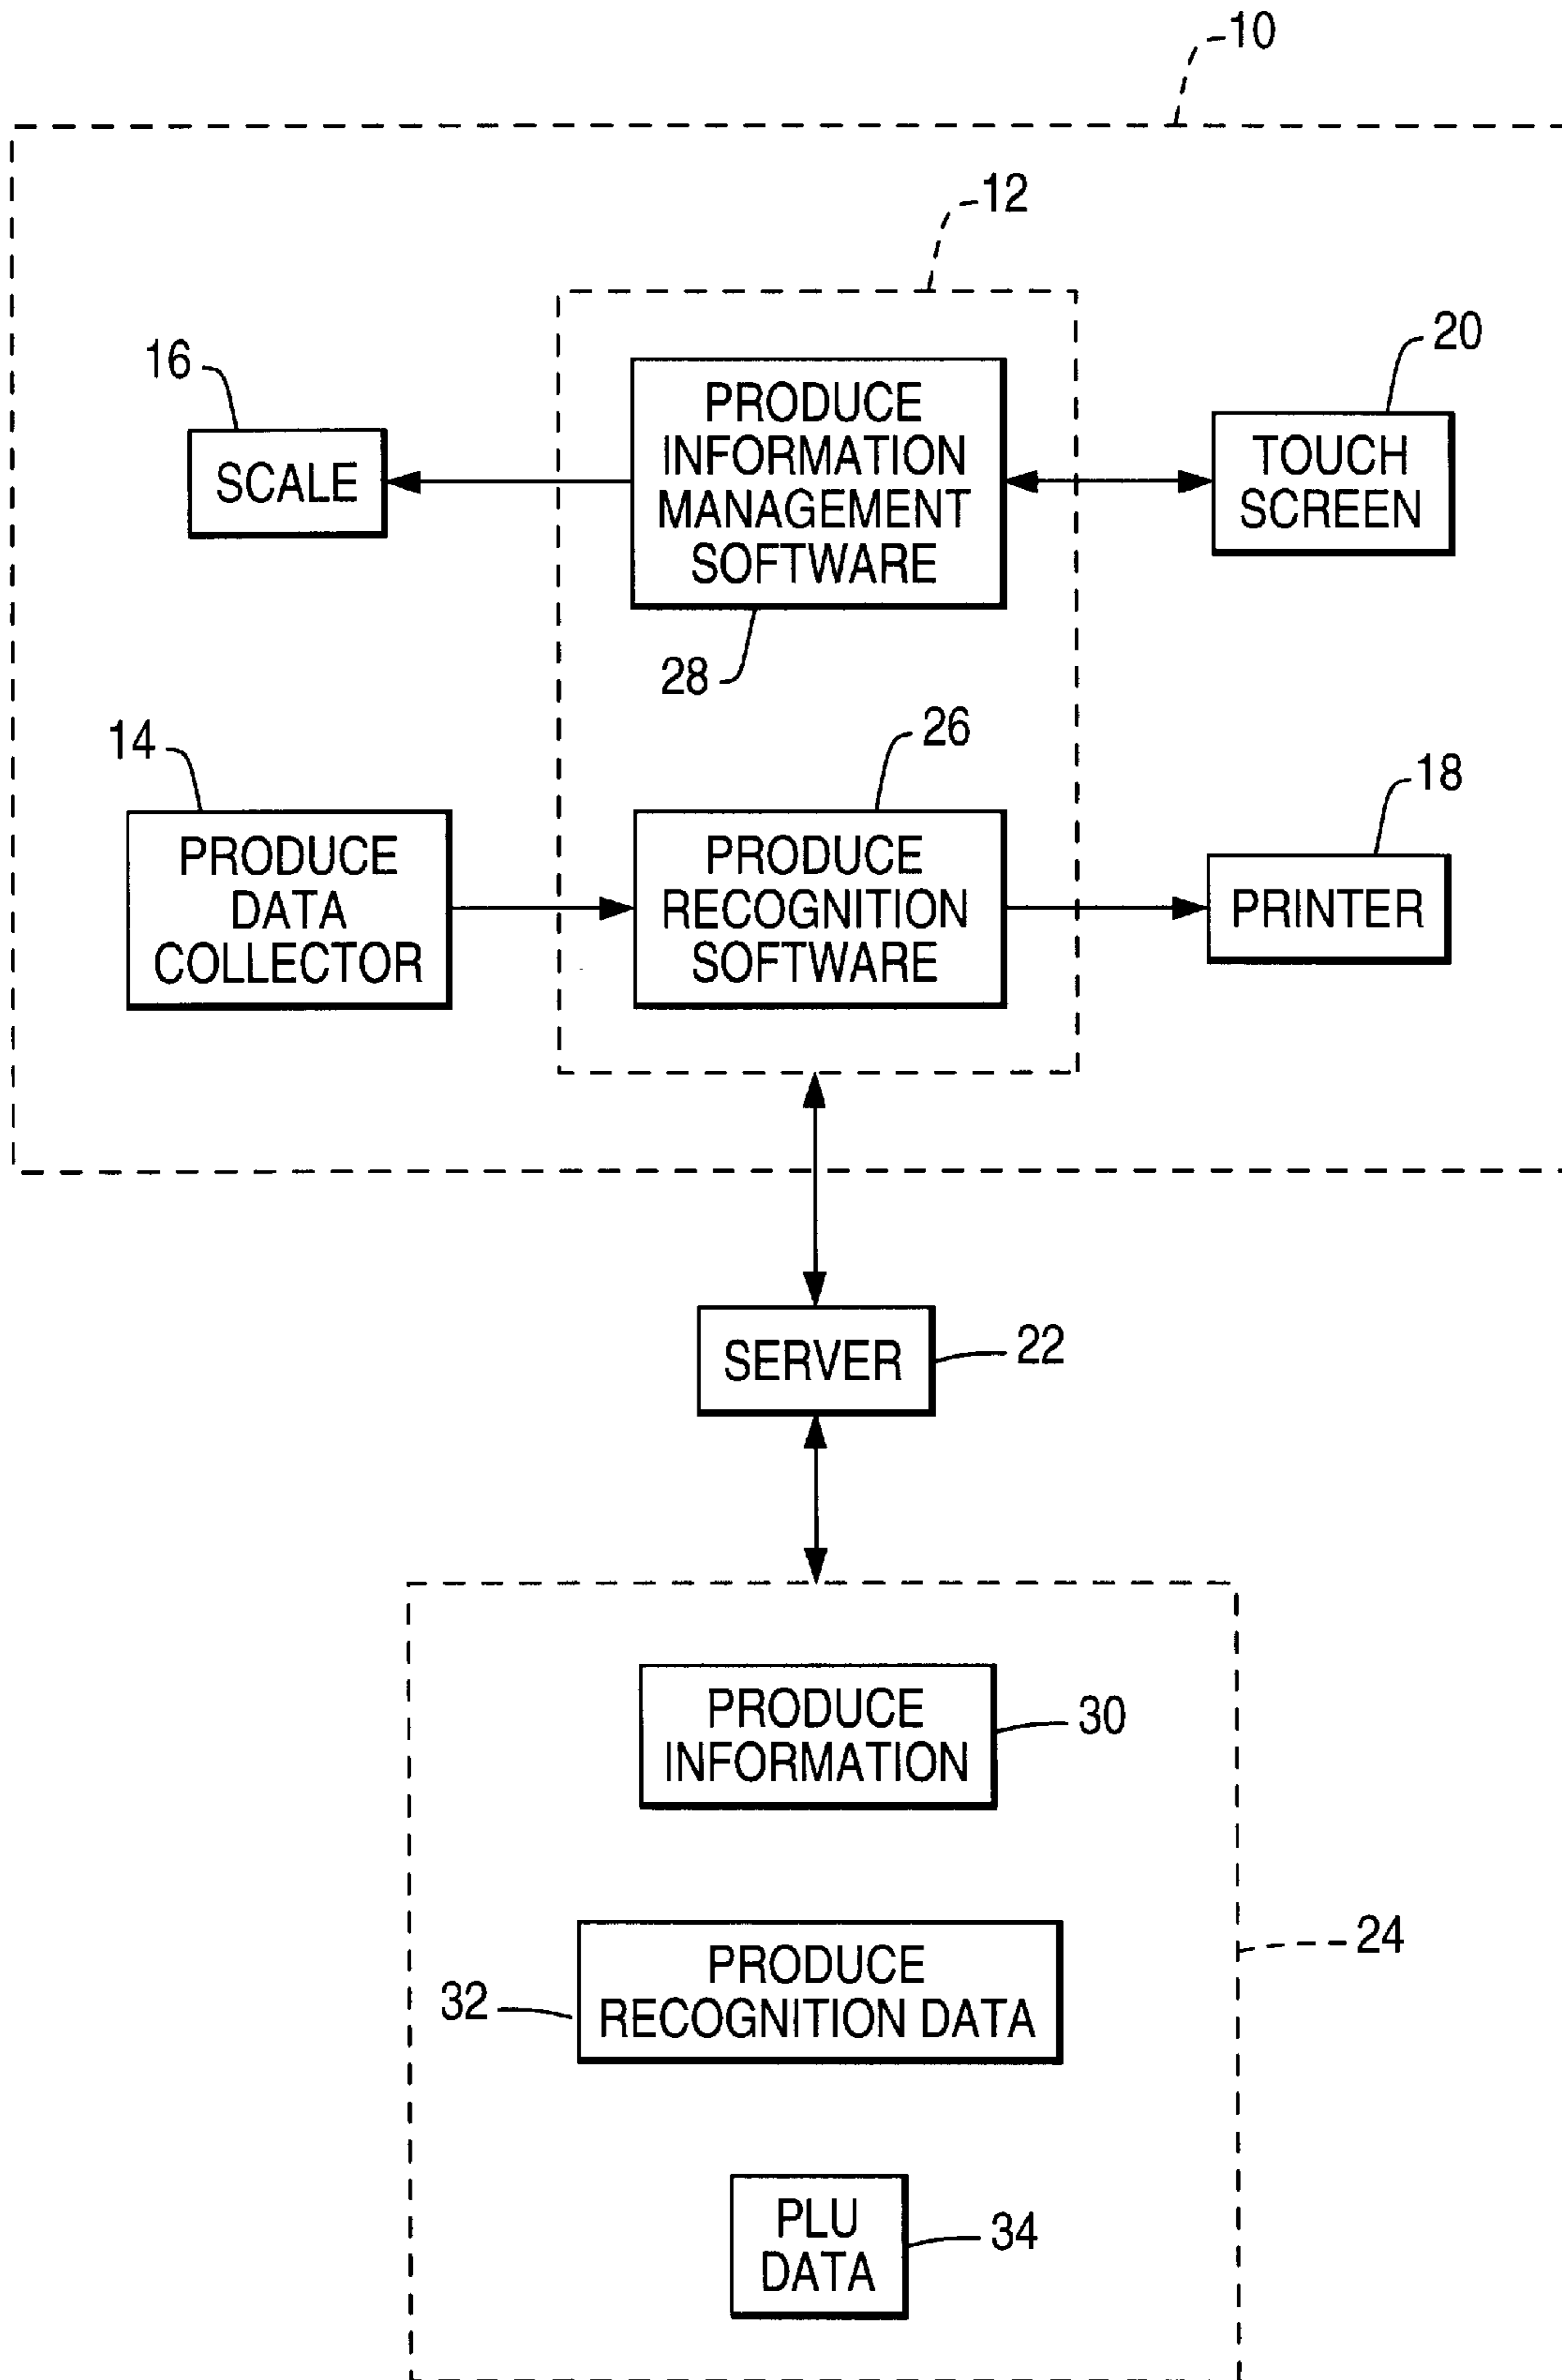 10
12
16
20
SCALE
PRODUCE
INFORMATION
MANAGEMENT
SOFTWARE
TOUCH
SCREEN
28
14
26
18
PRODUCE
DATA
COLLECTOR
PRODUCE
RECOGNITION
SOFTWARE
PRINTER
SERVER
22
PRODUCE
INFORMATION
30
PRODUCE
RECOGNITION DATA
32
24
PLU
DATA
34